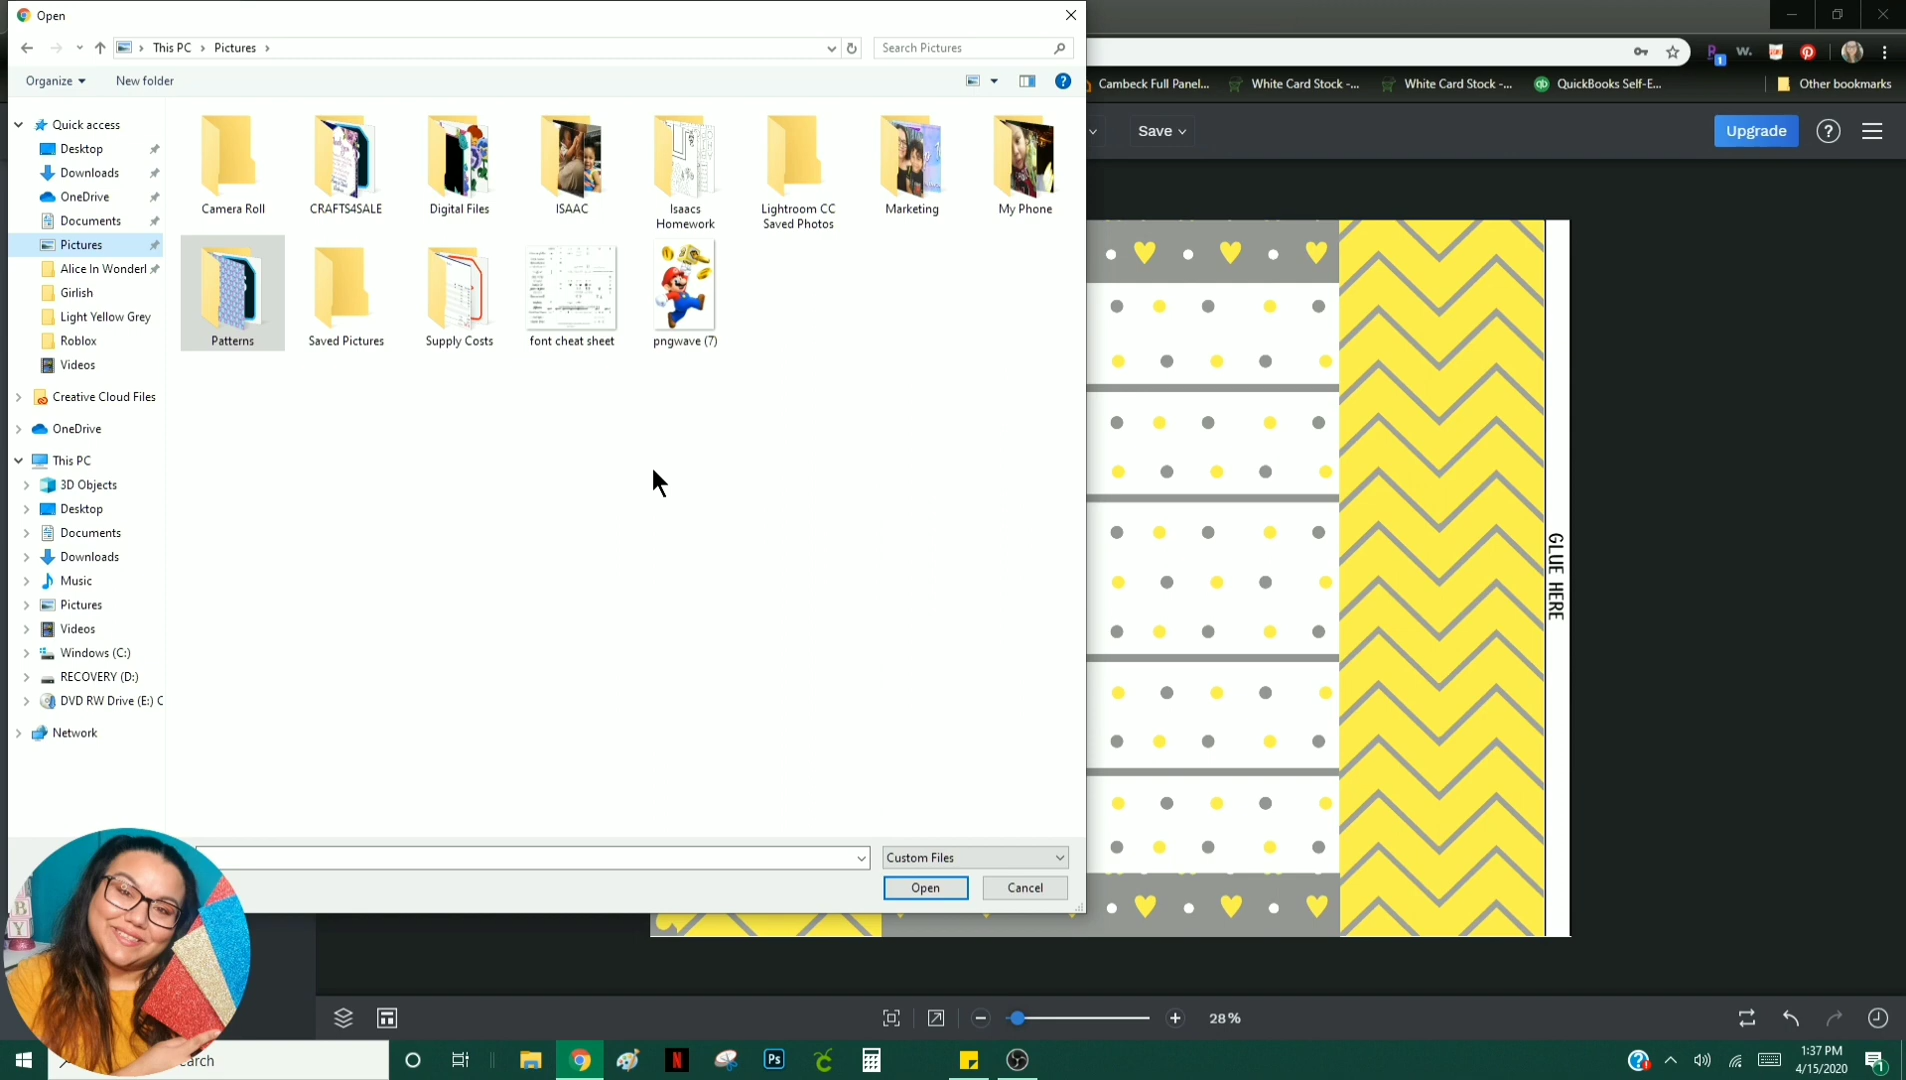 Open
This PC > Pictures >
Search Pictures
Organize
New folder
Quick access
Desktop
Downloads
OneDrive
Documents
Pictures
Alice In Wonderl
Girlish
Light Yellow Grey
Roblox
Videos
Creative Cloud Files
OneDrive
This PC
3D Objects
Desktop
Documents
Downloads
Music
Pictures
Videos
Windows (C:)
RECOVERY (D:)
DVD RW Drive (E:) C
Network
Camera Roll
CRAFTS4SALE
Digital Files
ISAAC
Isaacs
Homework
Lightroom CC
Saved Photos
Marketing
My Phone
Patterns
Saved Pictures
Supply Costs
font cheat sheet
pngwave (7)
Custom Files
Open
Cancel
Cambeck Full Panel...
White Card Stock -...
White Card Stock -...
QuickBooks Self-E...
Other bookmarks
Save
Upgrade
GLUE HERE
28%
B
Y
earch
1:37 PM
4/15/2020